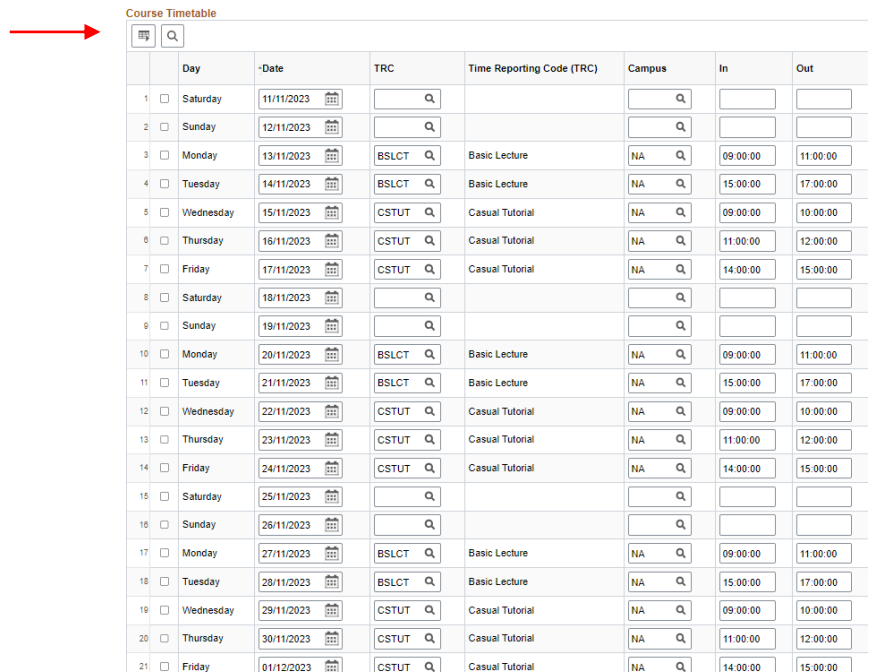 Course Timetable
Day *Date TRC Time Reporting Code (TRC) Campus In Out
1 Saturday 11/11/2023
2 Sunday 12/11/2023
3 Monday 13/11/2023 BSLCT Basic Lecture NA 09:00:00 11:00:00
4 Tuesday 14/11/2023 BSLCT Basic Lecture NA 15:00:00 17:00:00
5 Wednesday 15/11/2023 CSTUT Casual Tutorial NA 09:00:00 10:00:00
6 Thursday 16/11/2023 CSTUT Casual Tutorial NA 11:00:00 12:00:00
7 Friday 17/11/2023 CSTUT Casual Tutorial NA 14:00:00 15:00:00
8 Saturday 18/11/2023
9 Sunday 19/11/2023
10 Monday 20/11/2023 BSLCT Basic Lecture NA 09:00:00 11:00:00
11 Tuesday 21/11/2023 BSLCT Basic Lecture NA 15:00:00 17:00:00
12 Wednesday 22/11/2023 CSTUT Casual Tutorial NA 09:00:00 10:00:00
13 Thursday 23/11/2023 CSTUT Casual Tutorial NA 11:00:00 12:00:00
14 Friday 24/11/2023 CSTUT Casual Tutorial NA 14:00:00 15:00:00
15 Saturday 25/11/2023
16 Sunday 26/11/2023
17 Monday 27/11/2023 BSLCT Basic Lecture NA 09:00:00 11:00:00
18 Tuesday 28/11/2023 BSLCT Basic Lecture NA 15:00:00 17:00:00
19 Wednesday 29/11/2023 CSTUT Casual Tutorial NA 09:00:00 10:00:00
20 Thursday 30/11/2023 CSTUT Casual Tutorial NA 11:00:00 12:00:00
21 Friday 01/12/2023 CSTUT Casual Tutorial NA 14:00:00 15:00:00